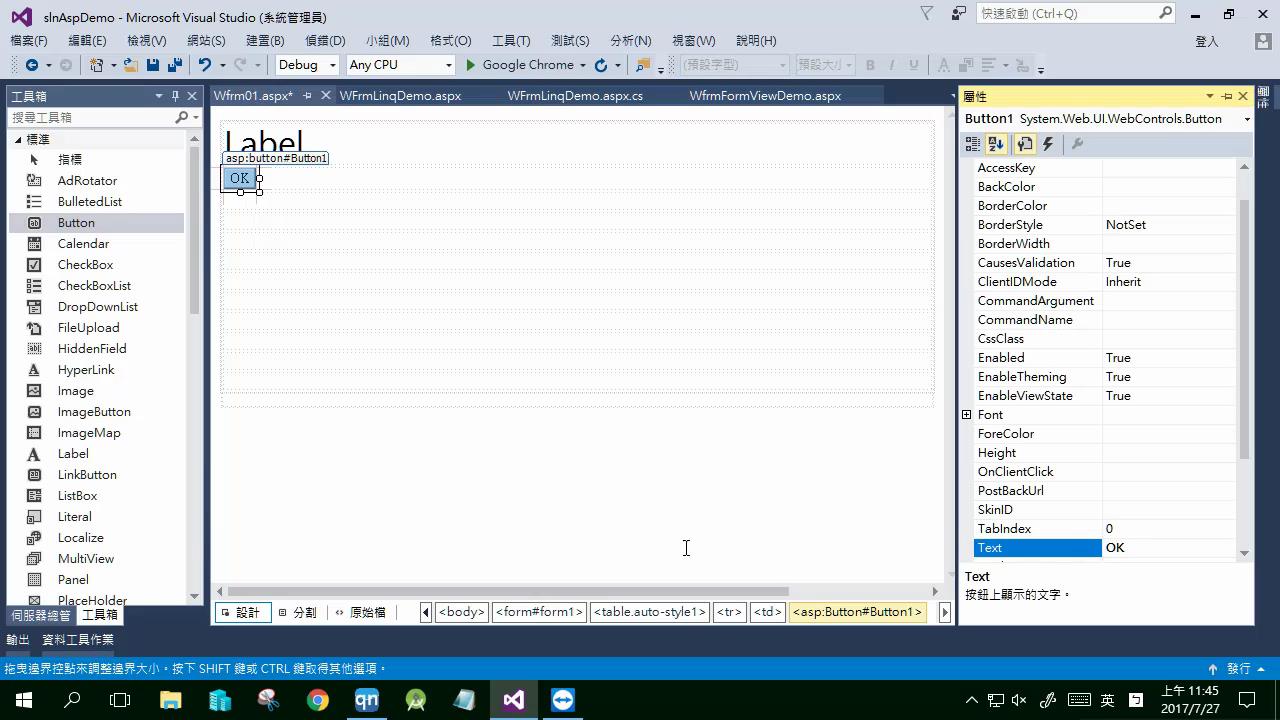 slnAspDemo - Microsoft Visual Studio (系統管理員)
快速啟動 (Ctrl+Q)
檔案(F) 編輯(E) 檢視(V) 網站(S) 建置(B) 偵錯(D) 小組(M) 格式(O) 工具(T) 測試(S) 分析(N) 視窗(W) 說明(H)
登入
Debug Any CPU Google Chrome (預設字型) (預設大小) B I U
工具箱
搜尋工具箱
標準
指標
AdRotator
BulletedList
Button
Calendar
CheckBox
CheckBoxList
DropDownList
FileUpload
HiddenField
HyperLink
Image
ImageButton
ImageMap
Label
LinkButton
ListBox
Literal
Localize
MultiView
Panel
PlaceHolder
伺服器總管 工具箱
Wfrm01.aspx* WFrmLinqDemo.aspx WFrmLinqDemo.aspx.cs WfrmFormViewDemo.aspx
Label
asp:button#Button1
OK
設計 分割 原始檔
<body> <form#form1> <table.auto-style1> <tr> <td> <asp:Button#Button1>
屬性
Button1 System.Web.UI.WebControls.Button
AccessKey
BackColor
BorderColor
BorderStyle NotSet
BorderWidth
CausesValidation True
ClientIDMode Inherit
CommandArgument
CommandName
CssClass
Enabled True
EnableTheming True
EnableViewState True
Font
ForeColor
Height
OnClientClick
PostBackUrl
SkinID
TabIndex 0
Text OK
Text
按鈕上顯示的文字。
輸出 資料工具作業
拖曳邊界控點來調整邊界大小。按下 SHIFT 鍵或 CTRL 鍵取得其他選項。
發行
qn
英
上午 11:45
2017/7/27